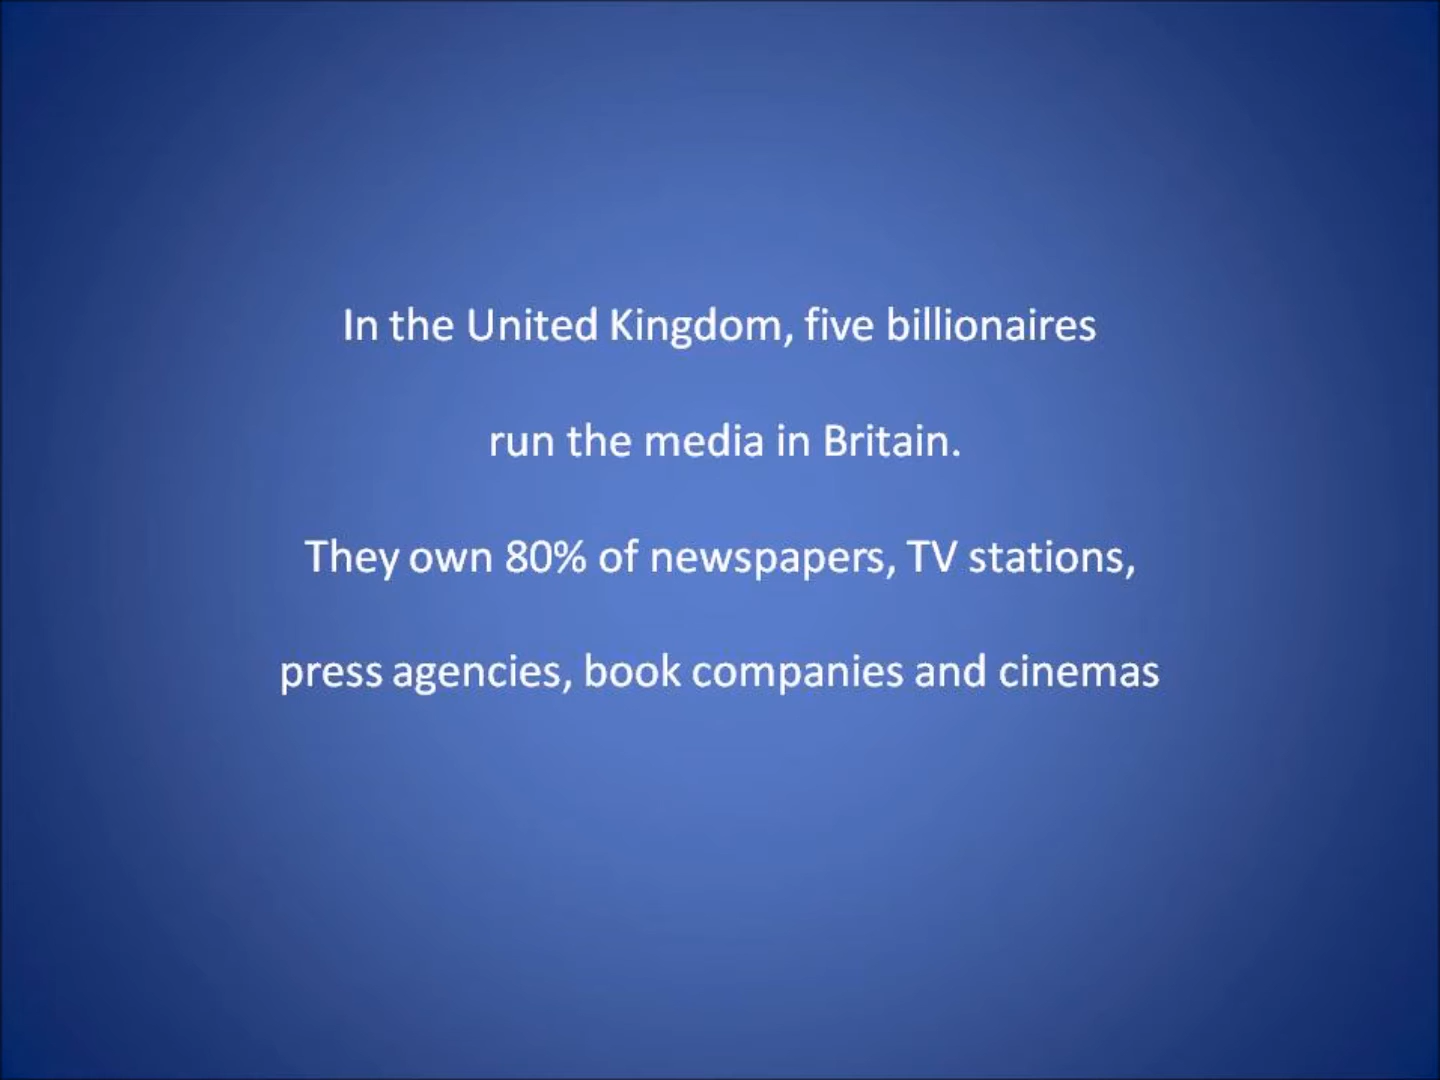 In the United Kingdom, five billionaires
run the media in Britain.
They own 80% of newspapers, TV stations,
press agencies, book companies and cinemas